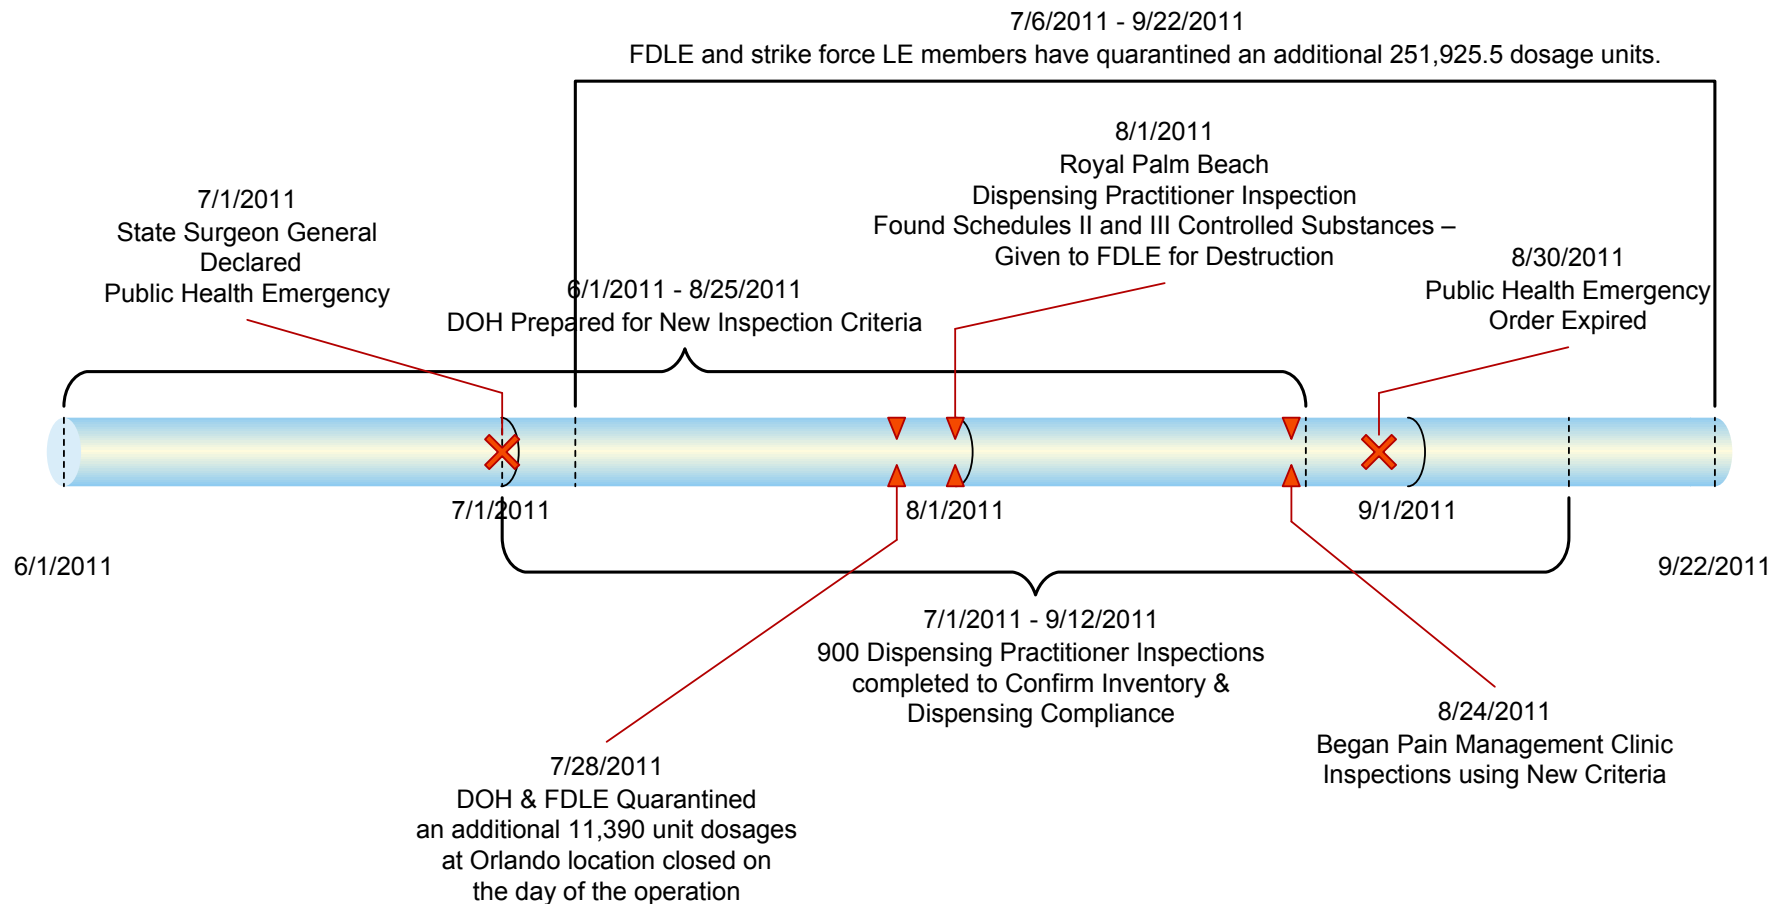 7/6/2011 - 9/22/2011
FDLE and strike force LE members have quarantined an additional 251,925.5 dosage units.
8/1/2011
Royal Palm Beach
Dispensing Practitioner Inspection
Found Schedules II and III Controlled Substances –
Given to FDLE for Destruction
7/1/2011
State Surgeon General
Declared
Public Health Emergency
8/30/2011
Public Health Emergency
Order Expired
6/1/2011 - 8/25/2011
DOH Prepared for New Inspection Criteria
7/1/2011
8/1/2011
9/1/2011
6/1/2011
9/22/2011
7/1/2011 - 9/12/2011
900 Dispensing Practitioner Inspections
completed to Confirm Inventory &
Dispensing Compliance
8/24/2011
Began Pain Management Clinic
Inspections using New Criteria
7/28/2011
DOH & FDLE Quarantined
an additional 11,390 unit dosages
at Orlando location closed on
the day of the operation